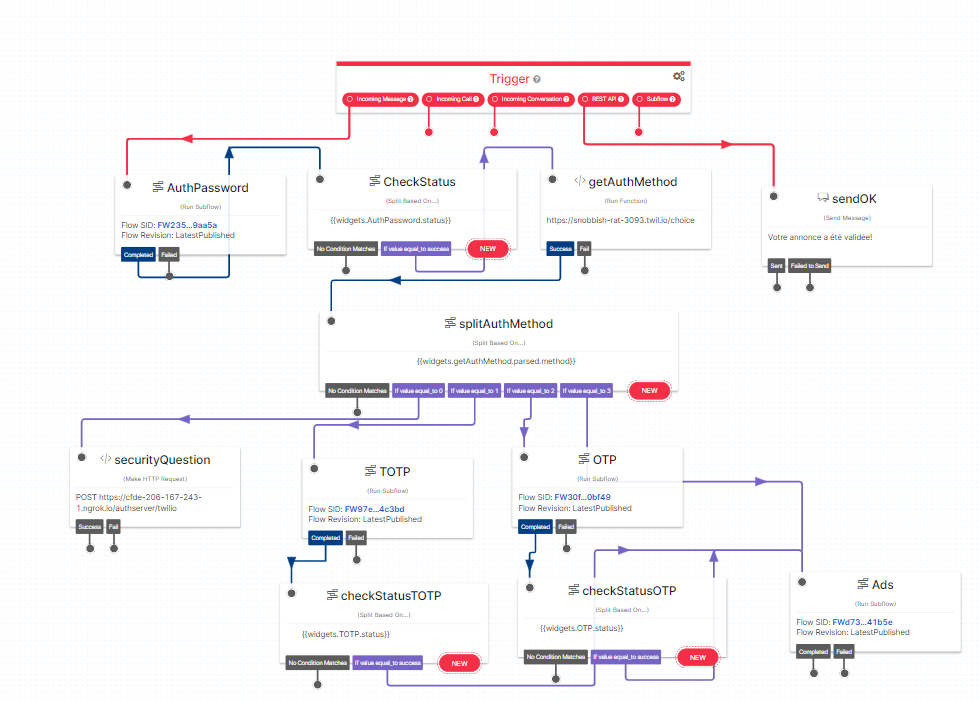 Trigger
Incoming Message
Incoming Call
Incoming Conversation
REST API
Subflow
AuthPassword
(Run Subflow)
Flow SID: FW235...9aa5a
Flow Revision: LatestPublished
Completed
Failed
CheckStatus
(Split Based On...)
{{widgets.AuthPassword.status}}
No Condition Matches
If value equal_to success
NEW
getAuthMethod
(Run Function)
https://snobbish-rat-3093.twil.io/choice
Success
Fail
sendOK
(Send Message)
Votre annonce a été validée!
Sent
Failed to Send
splitAuthMethod
(Split Based On...)
{{widgets.getAuthMethod.parsed.method}}
No Condition Matches
If value equal_to 0
If value equal_to 1
If value equal_to 2
If value equal_to 3
NEW
securityQuestion
(Make HTTP Request)
POST https://cfde-206-167-243-
1.ngrok.io/authserver/twilio
Success
Fail
TOTP
(Run Subflow)
Flow SID: FW97e...4c3bd
Flow Revision: LatestPublished
Completed
Failed
OTP
(Run Subflow)
Flow SID: FW30f...0bf49
Flow Revision: LatestPublished
Completed
Failed
checkStatusTOTP
(Split Based On...)
{{widgets.TOTP.status}}
No Condition Matches
If value equal_to success
NEW
checkStatusOTP
(Split Based On...)
{{widgets.OTP.status}}
No Condition Matches
If value equal_to success
NEW
Ads
(Run Subflow)
Flow SID: FWd73...41b5e
Flow Revision: LatestPublished
Completed
Failed